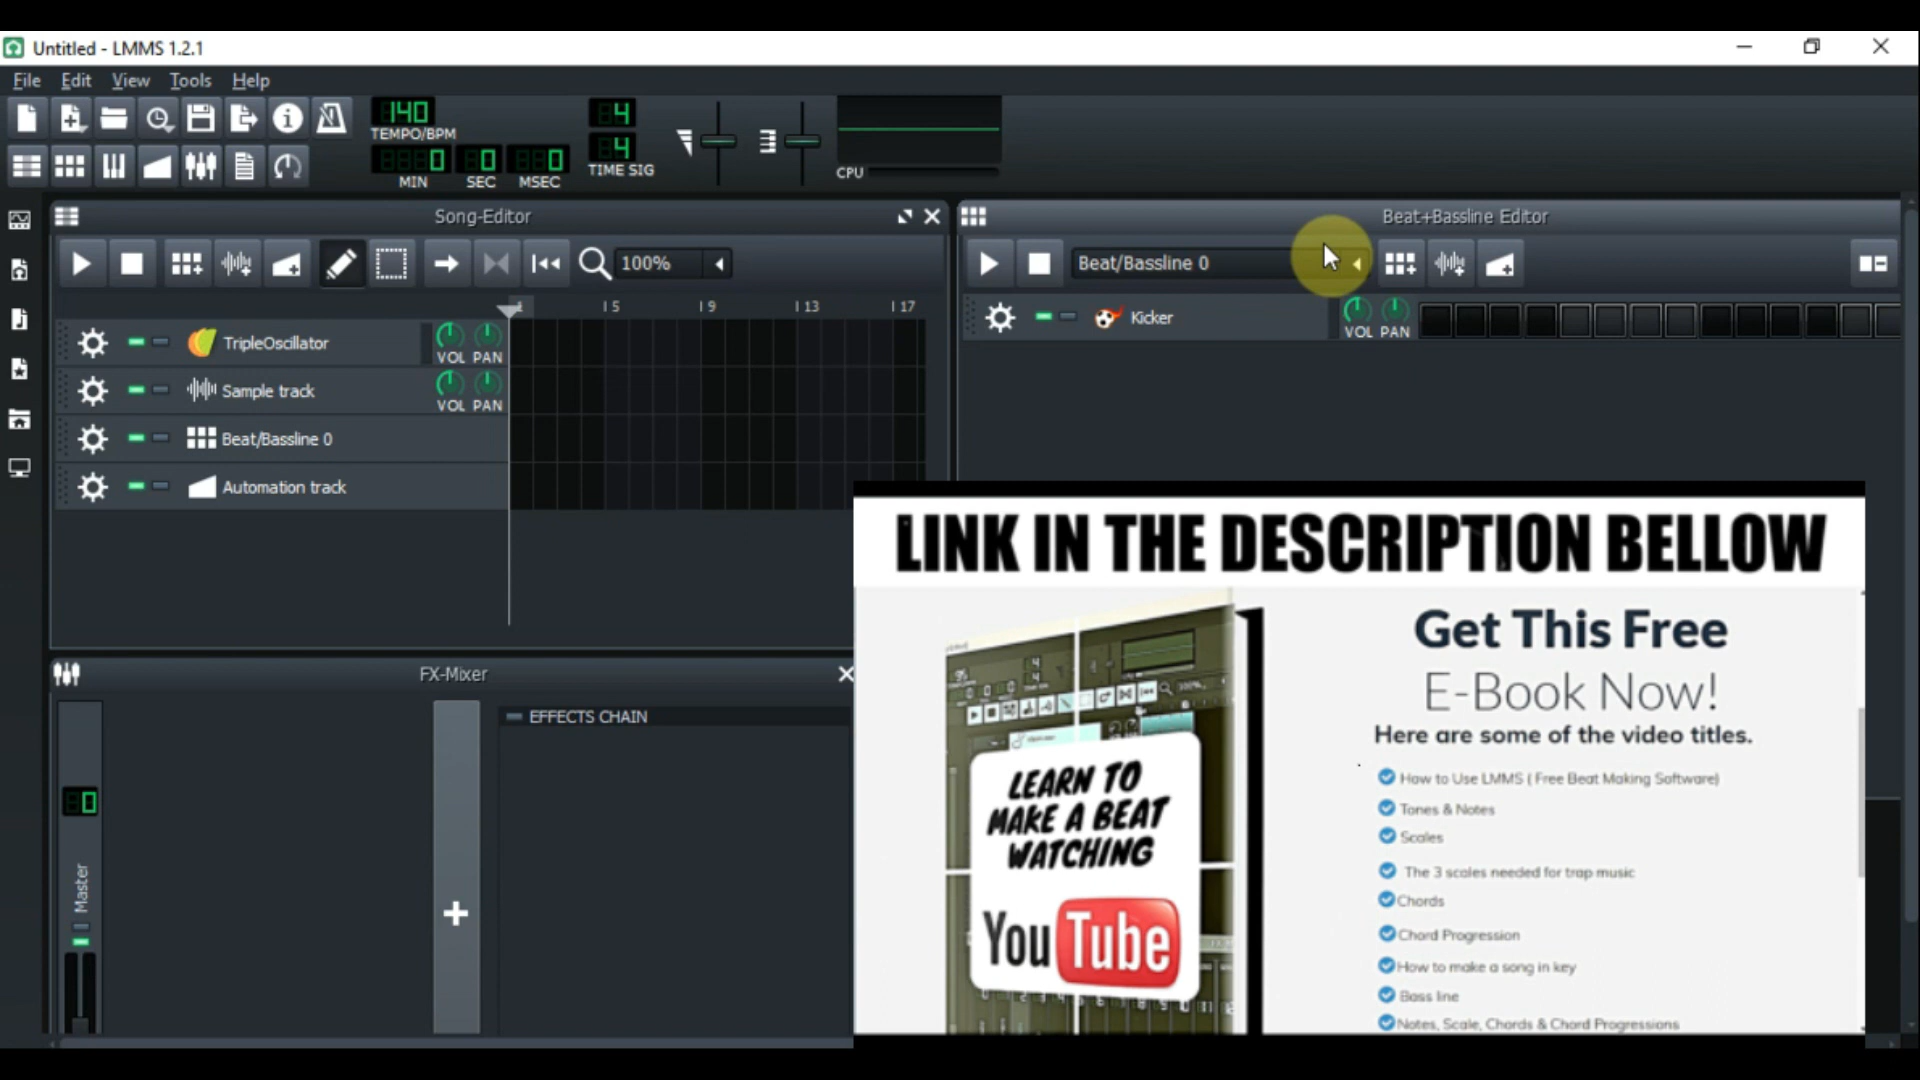 Untitled - LMMS 1.2.1
File Edit View Tools Help
140
TEMPO/BPM
0 0 0
MIN SEC MSEC
4
4
TIME SIG
CPU
Song-Editor
100%
1 5 9 13 17
TripleOscillator VOL PAN
Sample track VOL PAN
Beat/Bassline 0
Automation track
Beat+Bassline Editor
Beat/Bassline 0
Kicker VOL PAN
FX-Mixer
EFFECTS CHAIN
0
Master
LINK IN THE DESCRIPTION BELLOW
LEARN TO
MAKE A BEAT
WATCHING
YouTube
Get This Free
E-Book Now!
Here are some of the video titles.
How to Use LMMS ( Free Beat Making Software)
Tones & Notes
Scales
The 3 scales needed for trap music
Chords
Chord Progression
How to make a song in key
Bass line
Notes, Scale, Chords & Chord Progressions